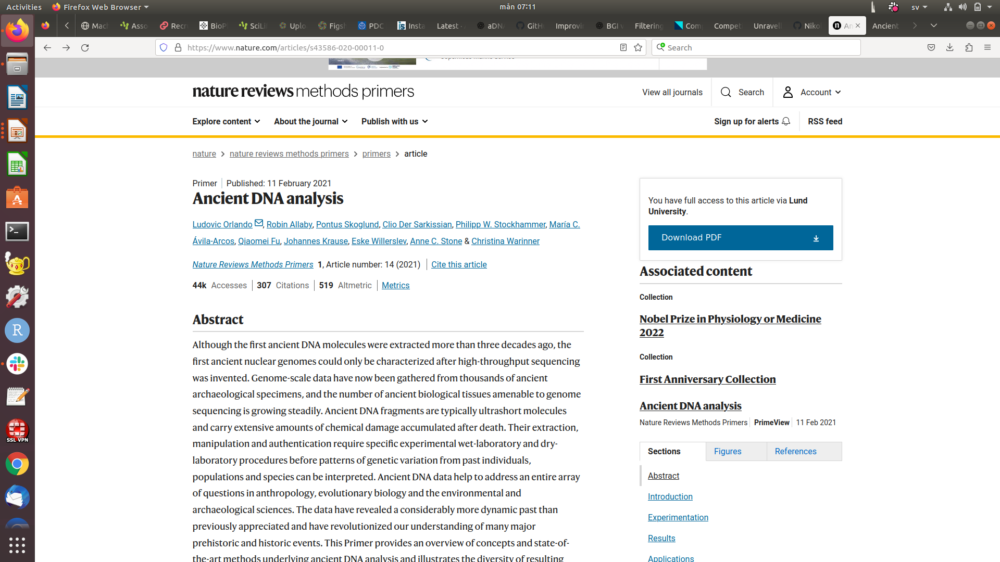 Activities Firefox Web Browser mån 07:11 sv
Mach Asso Recr BioP SciLi Uplo Figsh PDC Insta Latest - aDNA GitH Improvin BGI v Filtering Com Compet Unravell Niko An Ancient
https://www.nature.com/articles/s43586-020-00011-0 Search
nature reviews methods primers
View all journals Search Account
Explore content About the journal Publish with us
Sign up for alerts RSS feed
nature > nature reviews methods primers > primers > article
Primer Published: 11 February 2021
Ancient DNA analysis
Ludovic Orlando, Robin Allaby, Pontus Skoglund, Clio Der Sarkissian, Philipp W. Stockhammer, María C.
Ávila-Arcos, Qiaomei Fu, Johannes Krause, Eske Willerslev, Anne C. Stone & Christina Warinner
Nature Reviews Methods Primers 1, Article number: 14 (2021) Cite this article
44k Accesses 307 Citations 519 Altmetric Metrics
Abstract
Although the first ancient DNA molecules were extracted more than three decades ago, the
first ancient nuclear genomes could only be characterized after high-throughput sequencing
was invented. Genome-scale data have now been gathered from thousands of ancient
archaeological specimens, and the number of ancient biological tissues amenable to genome
sequencing is growing steadily. Ancient DNA fragments are typically ultrashort molecules
and carry extensive amounts of chemical damage accumulated after death. Their extraction,
manipulation and authentication require specific experimental wet-laboratory and dry-
laboratory procedures before patterns of genetic variation from past individuals,
populations and species can be interpreted. Ancient DNA data help to address an entire array
of questions in anthropology, evolutionary biology and the environmental and
archaeological sciences. The data have revealed a considerably more dynamic past than
previously appreciated and have revolutionized our understanding of many major
prehistoric and historic events. This Primer provides an overview of concepts and state-of-
the-art methods underlying ancient DNA analysis and illustrates the diversity of resulting
You have full access to this article via Lund
University.
Download PDF
Associated content
Collection
Nobel Prize in Physiology or Medicine
2022
Collection
First Anniversary Collection
Ancient DNA analysis
Nature Reviews Methods Primers PrimeView 11 Feb 2021
Sections Figures References
Abstract
Introduction
Experimentation
Results
Applications
SSL VPN